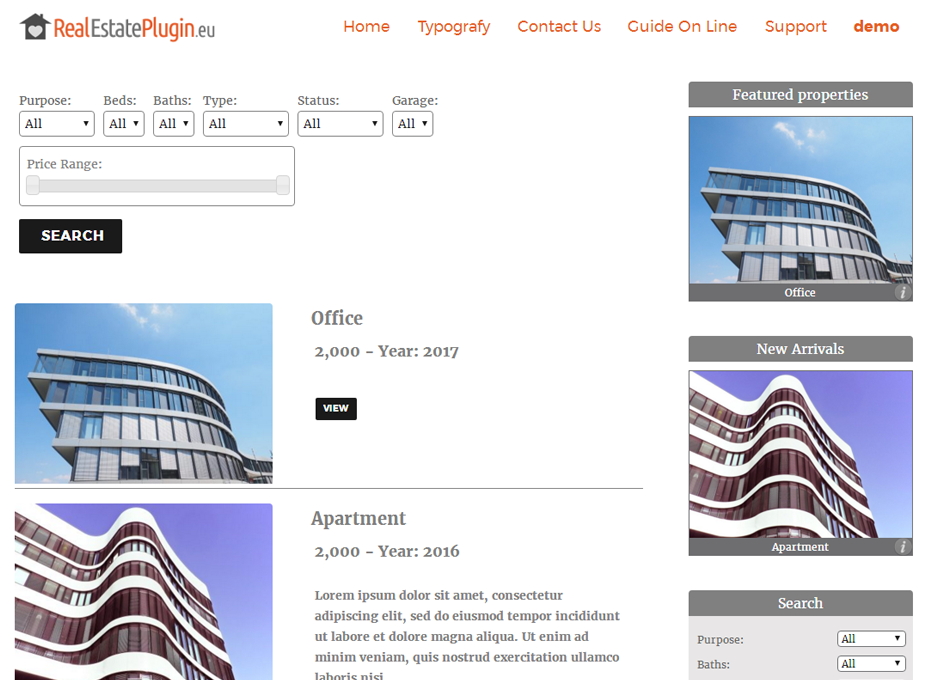 RealEstatePlugin.eu
Home Typografy Contact Us Guide On Line Support demo
Purpose: Beds: Baths: Type: Status: Garage:
All All All All All All
Price Range:
SEARCH
Office
2,000 - Year: 2017
VIEW
Apartment
2,000 - Year: 2016
Lorem ipsum dolor sit amet, consectetur
adipiscing elit, sed do eiusmod tempor incididunt
ut labore et dolore magna aliqua. Ut enim ad
minim veniam, quis nostrud exercitation ullamco
laboris nisi
Featured properties
Office i
New Arrivals
Apartment i
Search
Purpose: All
Baths: All